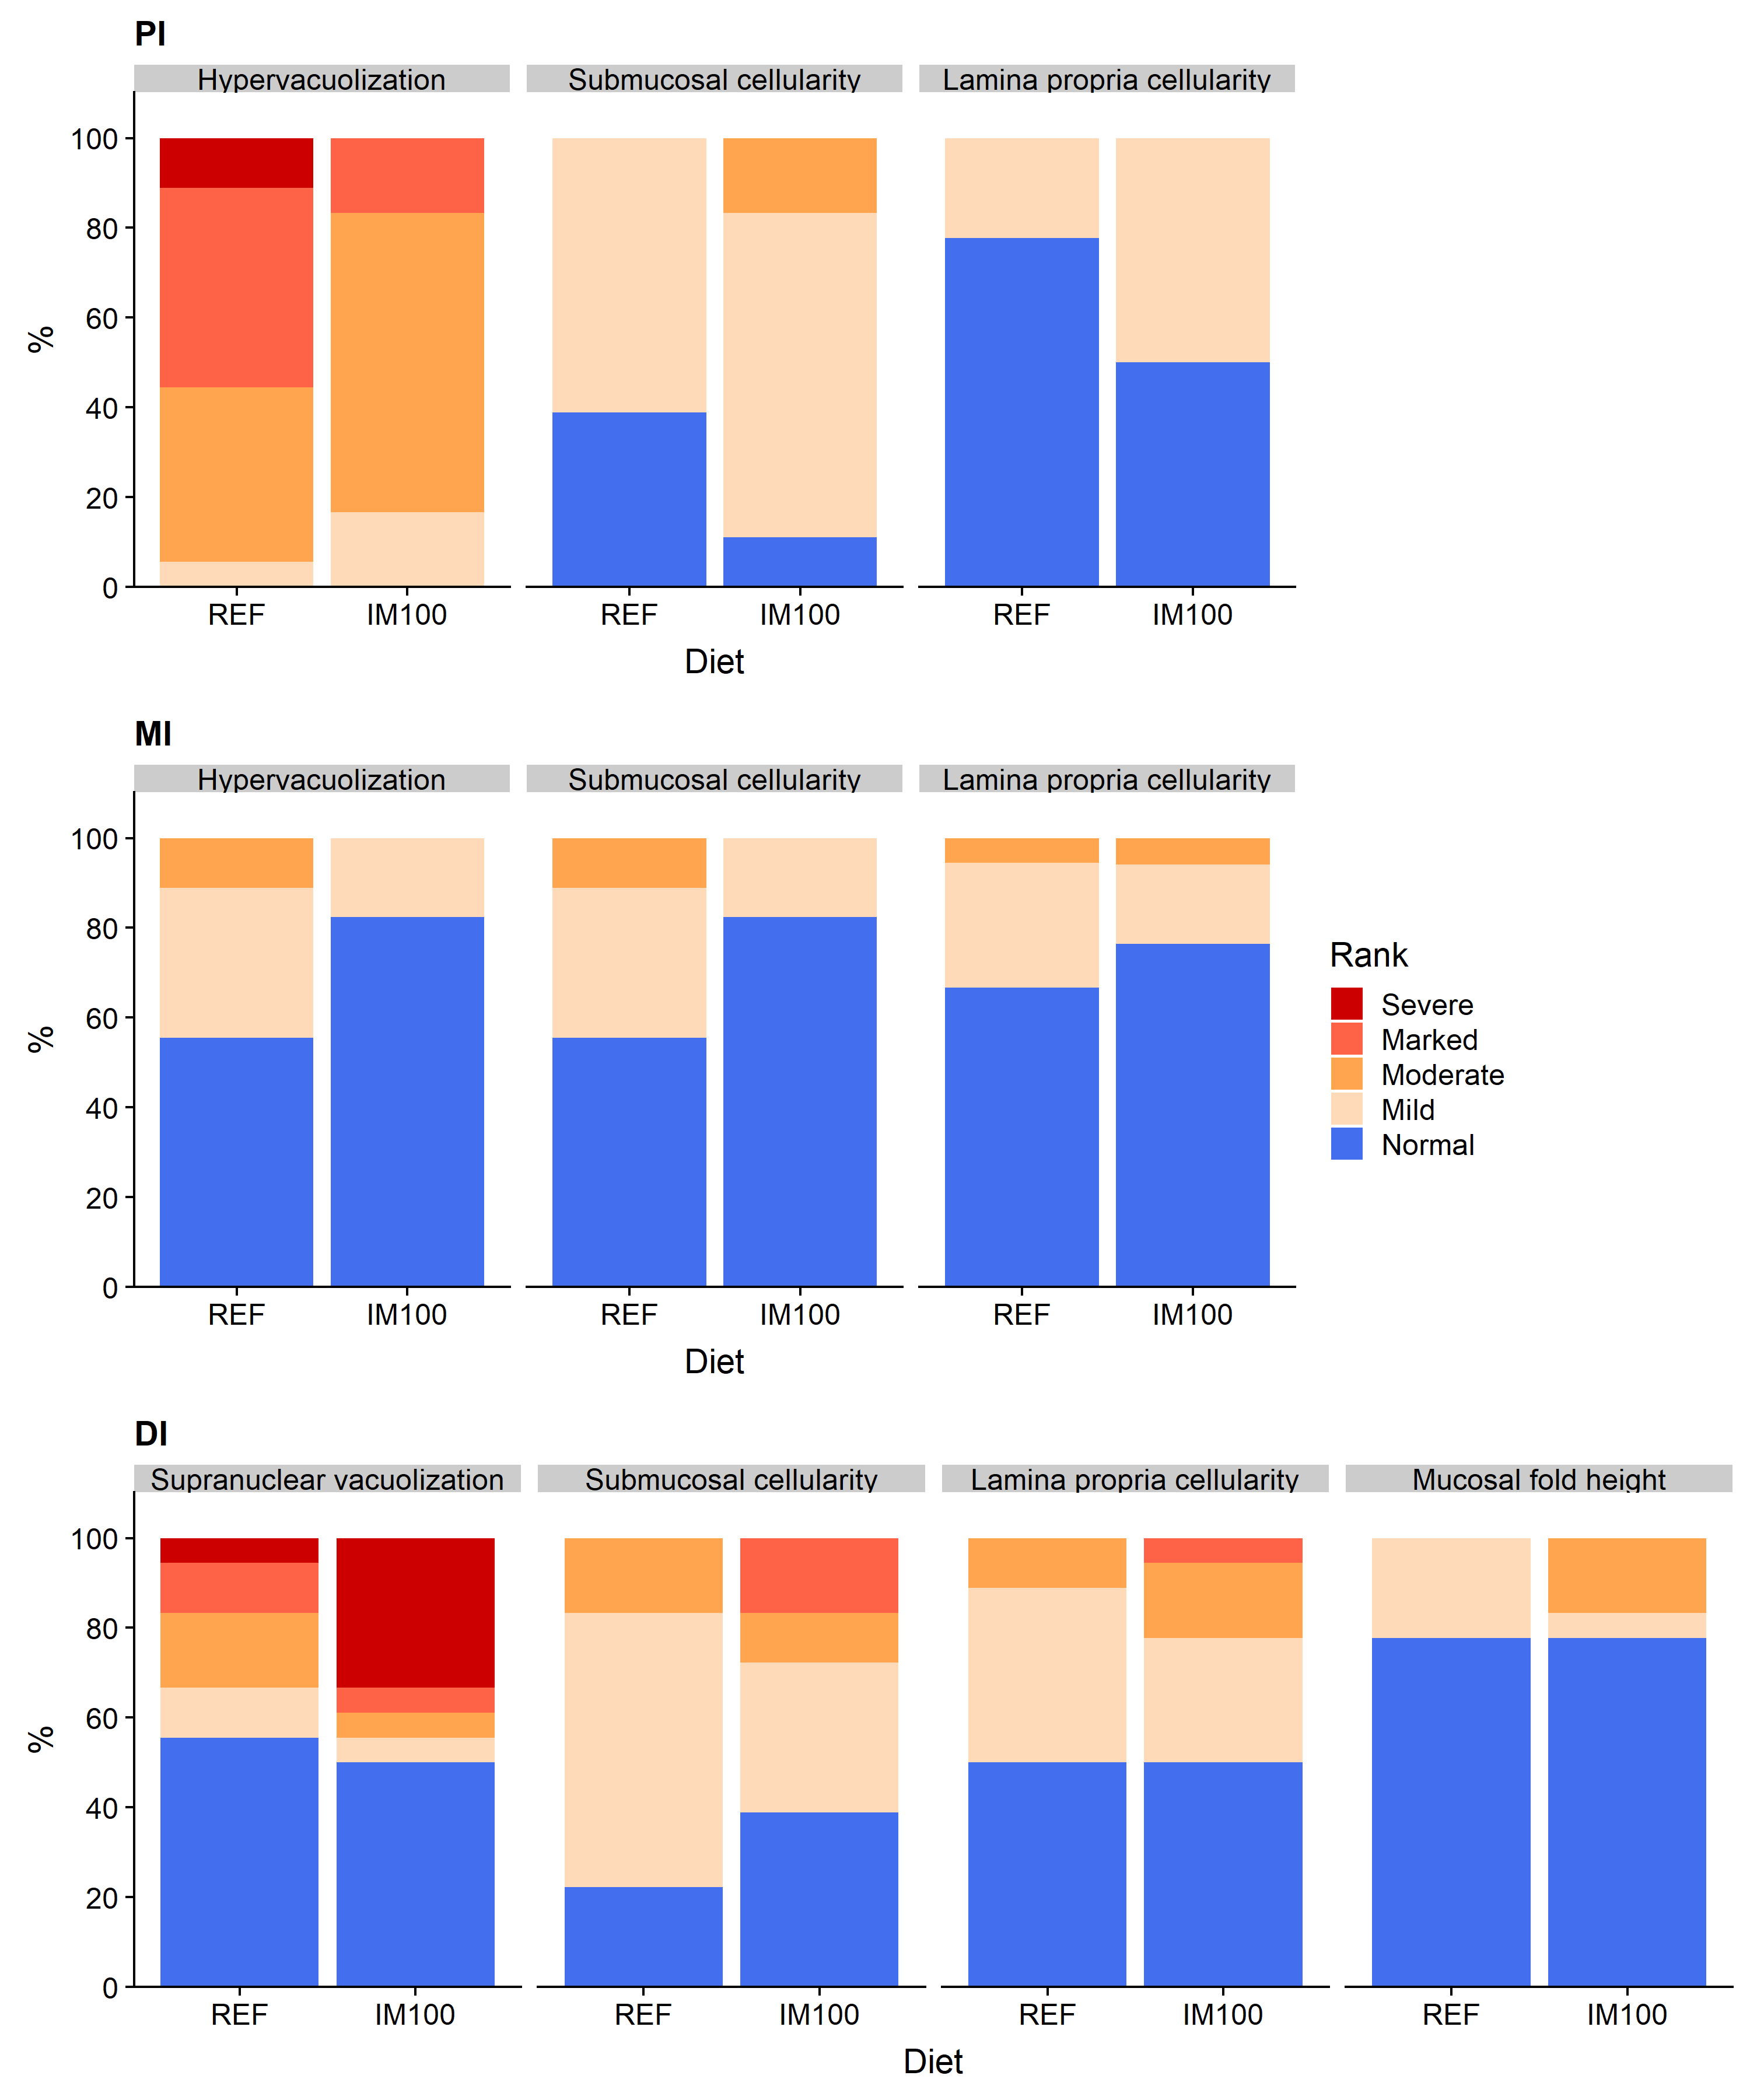 PI
Hypervacuolization Submucosal cellularity Lamina propria cellularity
100
80
60
40
20
0
%
REF IM100 REF IM100 REF IM100
Diet
MI
Hypervacuolization Submucosal cellularity Lamina propria cellularity
100
80
60
40
20
0
%
REF IM100 REF IM100 REF IM100
Diet
Rank
Severe
Marked
Moderate
Mild
Normal
DI
Supranuclear vacuolization Submucosal cellularity Lamina propria cellularity Mucosal fold height
100
80
60
40
20
0
%
REF IM100 REF IM100 REF IM100 REF IM100
Diet